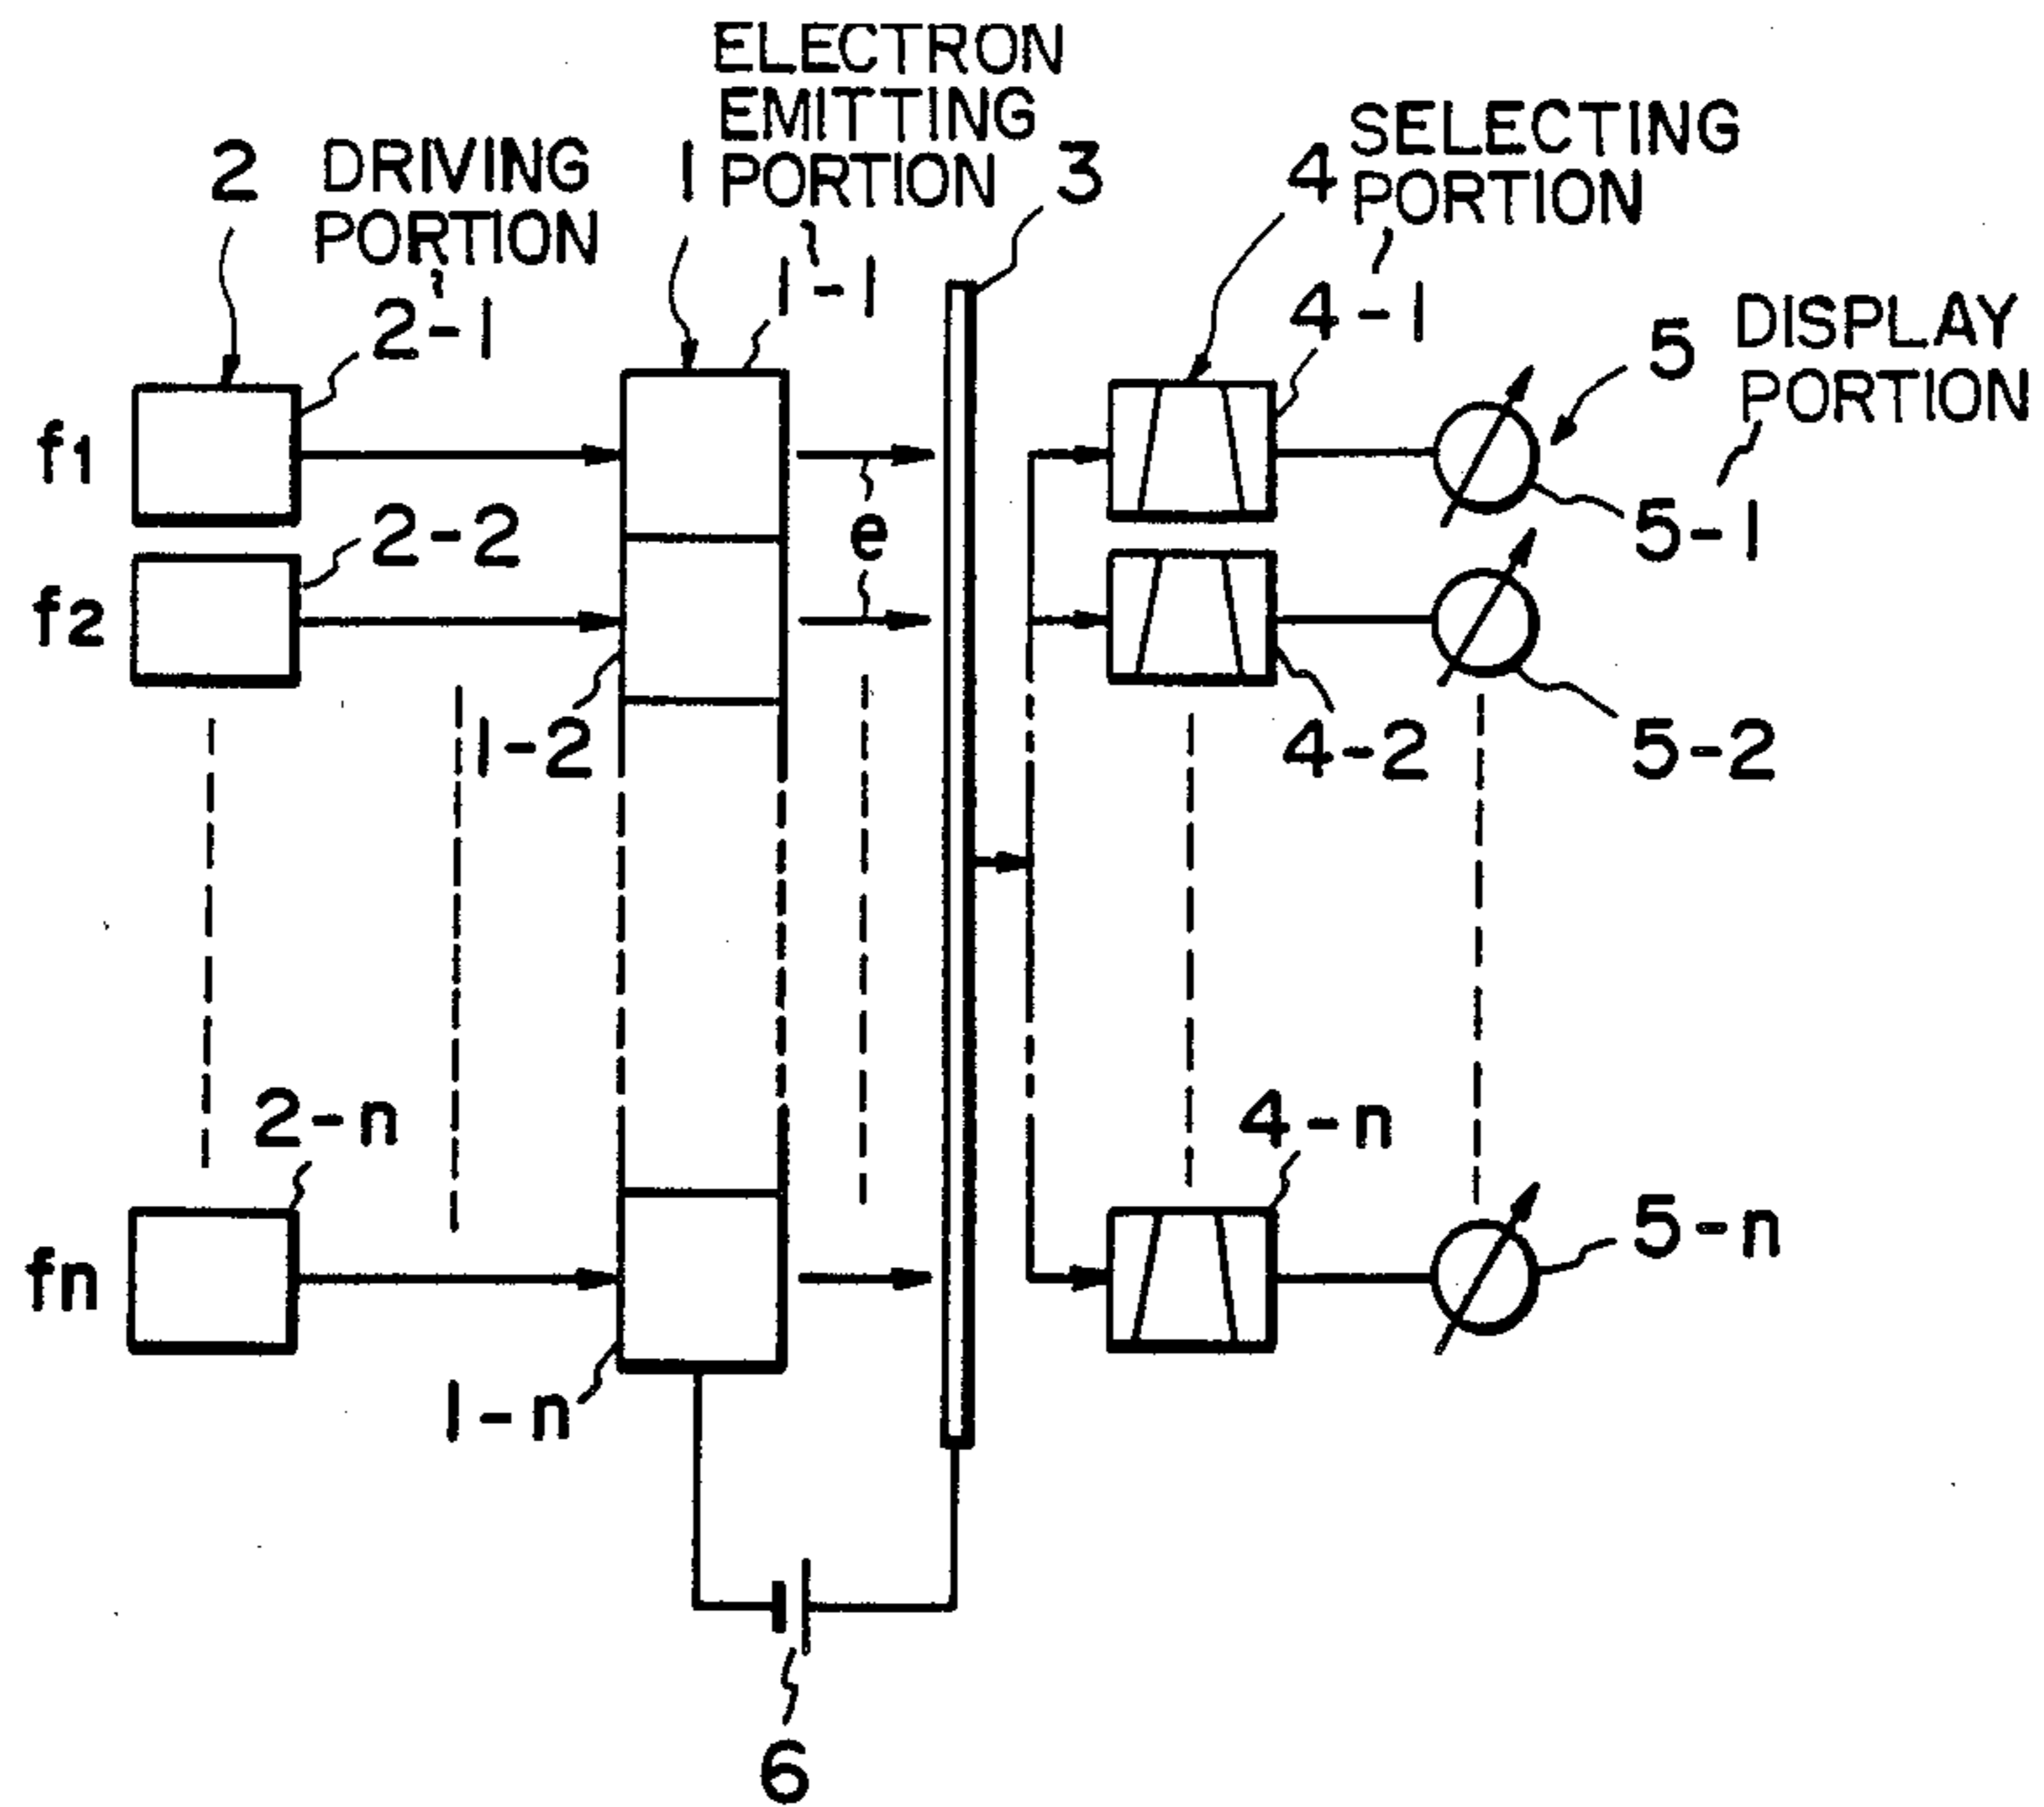 ELECTRON
EMITTING
PORTION
1
1-1
2
DRIVING
PORTION
2-1
3
4
SELECTING
PORTION
4-1
5
DISPLAY
PORTION
5-1
f1
f2
2-2
e
1-2
4-2
5-2
2-n
fn
1-n
4-n
5-n
6